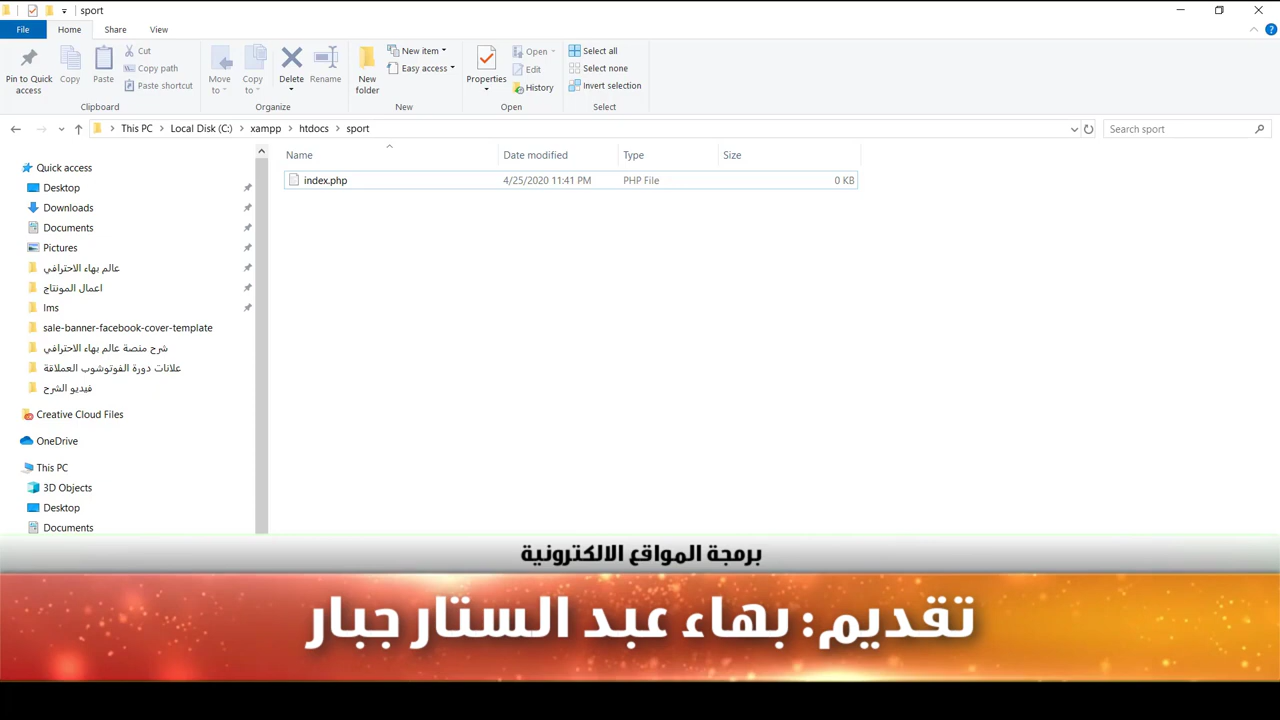 sport
File
Home
Share
View
Pin to Quick access
Copy
Paste
Cut
Copy path
Paste shortcut
Clipboard
Move to
Copy to
Delete
Rename
Organize
New folder
New item
Easy access
New
Properties
Open
Edit
History
Open
Select all
Select none
Invert selection
Select
This PC > Local Disk (C:) > xampp > htdocs > sport
Search sport
Name
Date modified
Type
Size
index.php
4/25/2020 11:41 PM
PHP File
0 KB
Quick access
Desktop
Downloads
Documents
Pictures
عالم بهاء الاحترافي
اعمال المونتاج
lms
sale-banner-facebook-cover-template
شرح منصة عالم بهاء الاحترافي
علانات دورة الفوتوشوب العملاقة
فيديو الشرح
Creative Cloud Files
OneDrive
This PC
3D Objects
Desktop
Documents
برمجة المواقع الالكترونية
تقديم: بهاء عبد الستار جبار